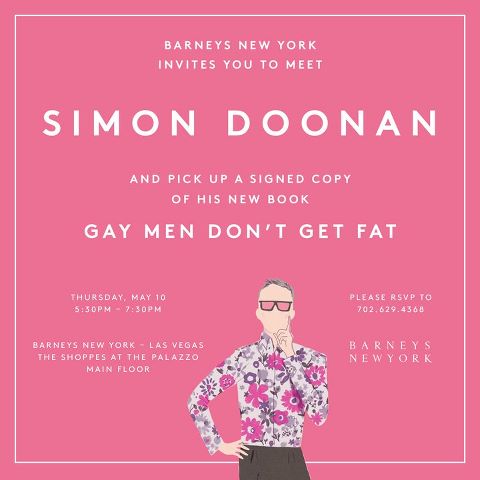 BARNEYS NEW YORK
INVITES YOU TO MEET
SIMON DOONAN
AND PICK UP A SIGNED COPY
OF HIS NEW BOOK
GAY MEN DON'T GET FAT
THURSDAY, MAY 10
5:30PM – 7:30PM
BARNEYS NEW YORK – LAS VEGAS
THE SHOPPES AT THE PALAZZO
MAIN FLOOR
PLEASE RSVP TO
702.629.4368
BARNEYS
NEWYORK